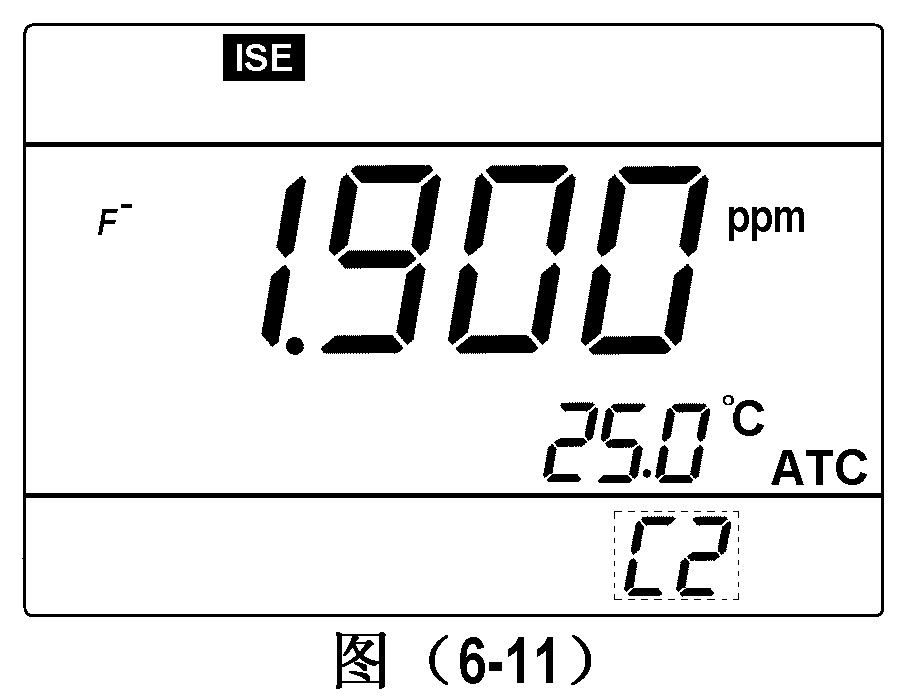 ISE
F⁻ 1.900 ppm
25.0 ℃
ATC
C2
图（6-11）